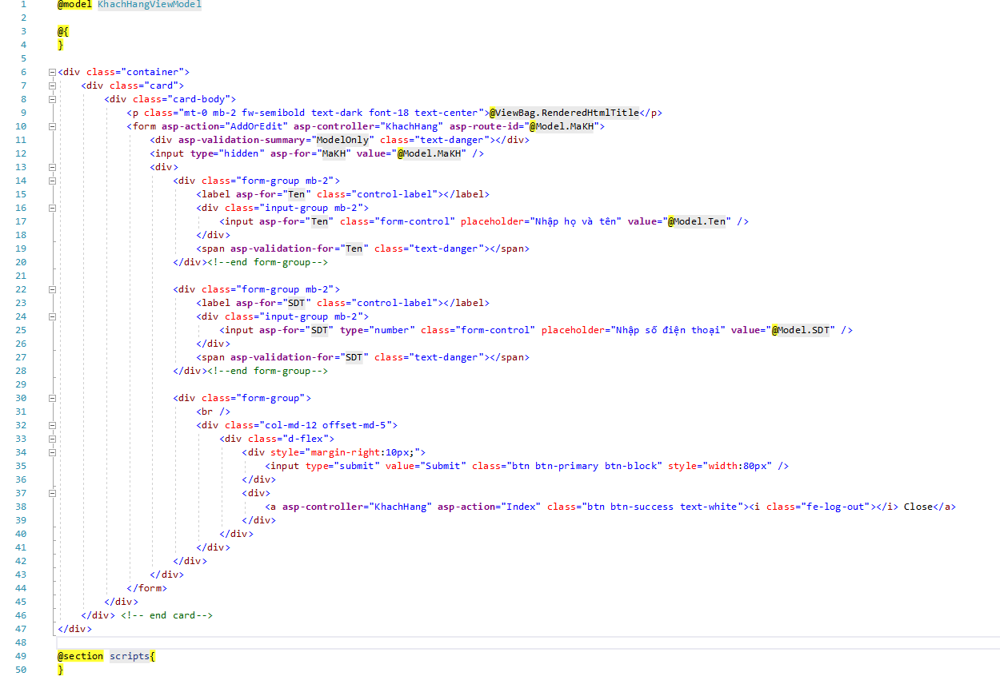 1 @model KhachHangViewModel
2
3 @{
4 }
5
6 <div class="container">
7 <div class="card">
8 <div class="card-body">
9 <p class="mt-0 mb-2 fw-semibold text-dark font-18 text-center">@ViewBag.RenderedHtmlTitle</p>
10 <form asp-action="AddOrEdit" asp-controller="KhachHang" asp-route-id="@Model.MaKH">
11 <div asp-validation-summary="ModelOnly" class="text-danger"></div>
12 <input type="hidden" asp-for="MaKH" value="@Model.MaKH" />
13 <div>
14 <div class="form-group mb-2">
15 <label asp-for="Ten" class="control-label"></label>
16 <div class="input-group mb-2">
17 <input asp-for="Ten" class="form-control" placeholder="Nhập họ và tên" value="@Model.Ten" />
18 </div>
19 <span asp-validation-for="Ten" class="text-danger"></span>
20 </div><!--end form-group-->
21
22 <div class="form-group mb-2">
23 <label asp-for="SDT" class="control-label"></label>
24 <div class="input-group mb-2">
25 <input asp-for="SDT" type="number" class="form-control" placeholder="Nhập số điện thoại" value="@Model.SDT" />
26 </div>
27 <span asp-validation-for="SDT" class="text-danger"></span>
28 </div><!--end form-group-->
29
30 <div class="form-group">
31 <br />
32 <div class="col-md-12 offset-md-5">
33 <div class="d-flex">
34 <div style="margin-right:10px;">
35 <input type="submit" value="Submit" class="btn btn-primary btn-block" style="width:80px" />
36 </div>
37 <div>
38 <a asp-controller="KhachHang" asp-action="Index" class="btn btn-success text-white"><i class="fe-log-out"></i> Close</a>
39 </div>
40 </div>
41 </div>
42 </div>
43 </div>
44 </form>
45 </div>
46 </div> <!-- end card-->
47 </div>
48
49 @section scripts{
50 }